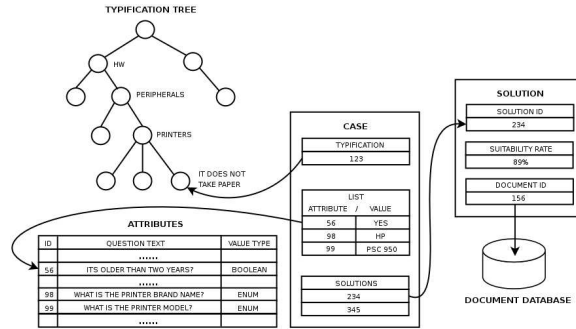 TYPIFICATION TREE
HW
PERIPHERALS
PRINTERS
IT DOES NOT
TAKE PAPER
ATTRIBUTES
ID QUESTION TEXT VALUE TYPE
......
56 ITS OLDER THAN TWO YEARS? BOOLEAN
......
98 WHAT IS THE PRINTER BRAND NAME? ENUM
99 WHAT IS THE PRINTER MODEL? ENUM
......
CASE
TYPIFICATION
123
LIST
ATTRIBUTE / VALUE
56 YES
98 HP
99 PSC 950
SOLUTIONS
234
345
SOLUTION
SOLUTION ID
234
SUITABILITY RATE
89%
DOCUMENT ID
156
DOCUMENT DATABASE